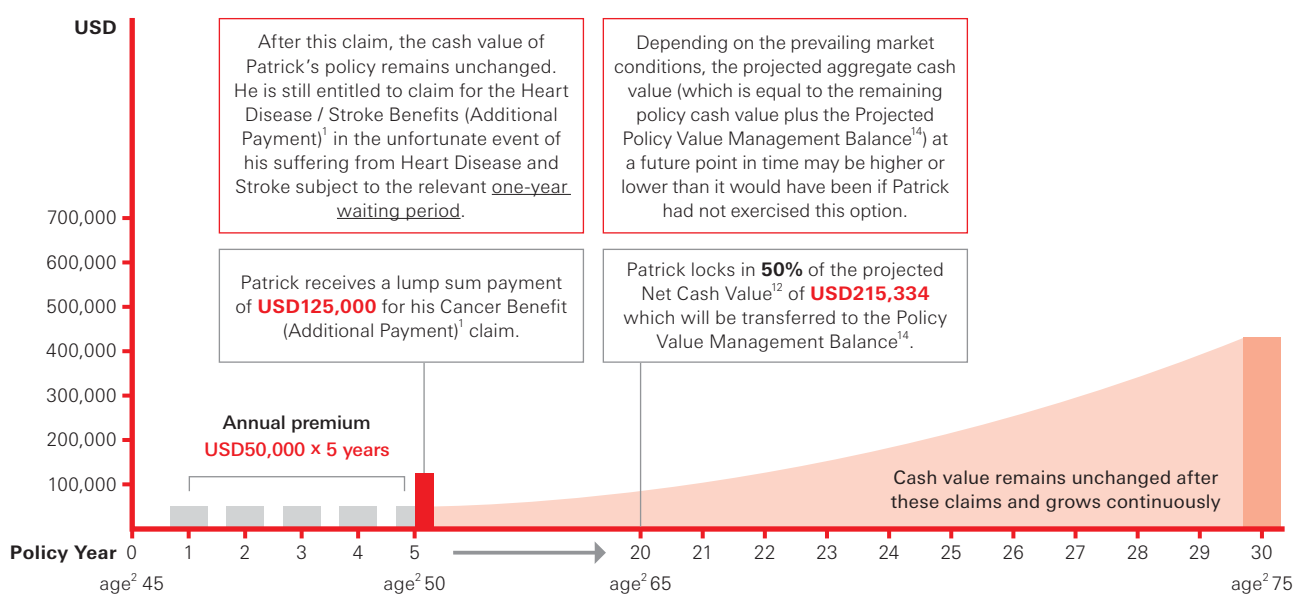 USD
After this claim, the cash value of
Patrick's policy remains unchanged.
He is still entitled to claim for the Heart
Disease / Stroke Benefits (Additional
Payment)1 in the unfortunate event of
his suffering from Heart Disease and
Stroke subject to the relevant one-year
waiting period.
Depending on the prevailing market
conditions, the projected aggregate cash
value (which is equal to the remaining
policy cash value plus the Projected
Policy Value Management Balance14) at
a future point in time may be higher or
lower than it would have been if Patrick
had not exercised this option.
Patrick receives a lump sum payment
of USD125,000 for his Cancer Benefit
(Additional Payment)1 claim.
Patrick locks in 50% of the projected
Net Cash Value12 of USD215,334
which will be transferred to the Policy
Value Management Balance14.
700,000
600,000
500,000
400,000
300,000
200,000
100,000
Annual premium
USD50,000 x 5 years
Cash value remains unchanged after
these claims and grows continuously
Policy Year 0 1 2 3 4 5 20 21 22 23 24 25 26 27 28 29 30
age2 45 age2 50 age2 65 age2 75